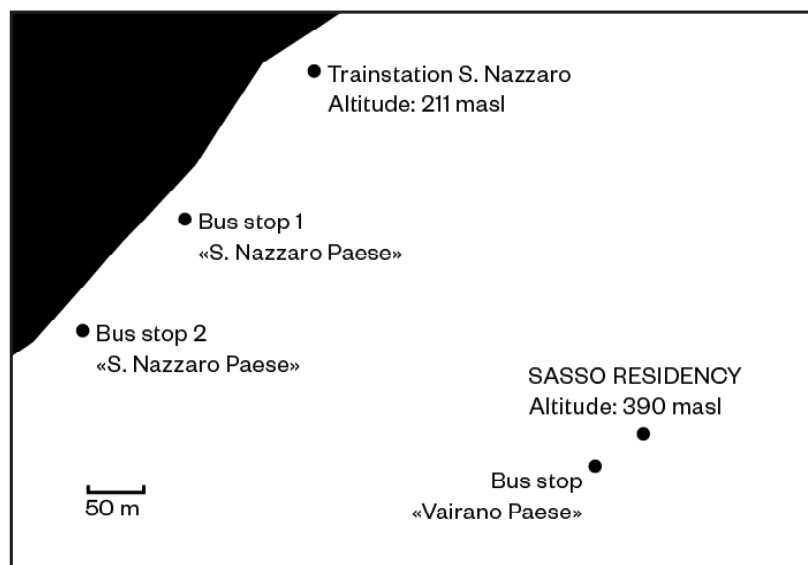 Trainstation S. Nazzaro
Altitude: 211 masl
Bus stop 1
«S. Nazzaro Paese»
Bus stop 2
«S. Nazzaro Paese»
SASSO RESIDENCY
Altitude: 390 masl
Bus stop
«Vairano Paese»
50 m